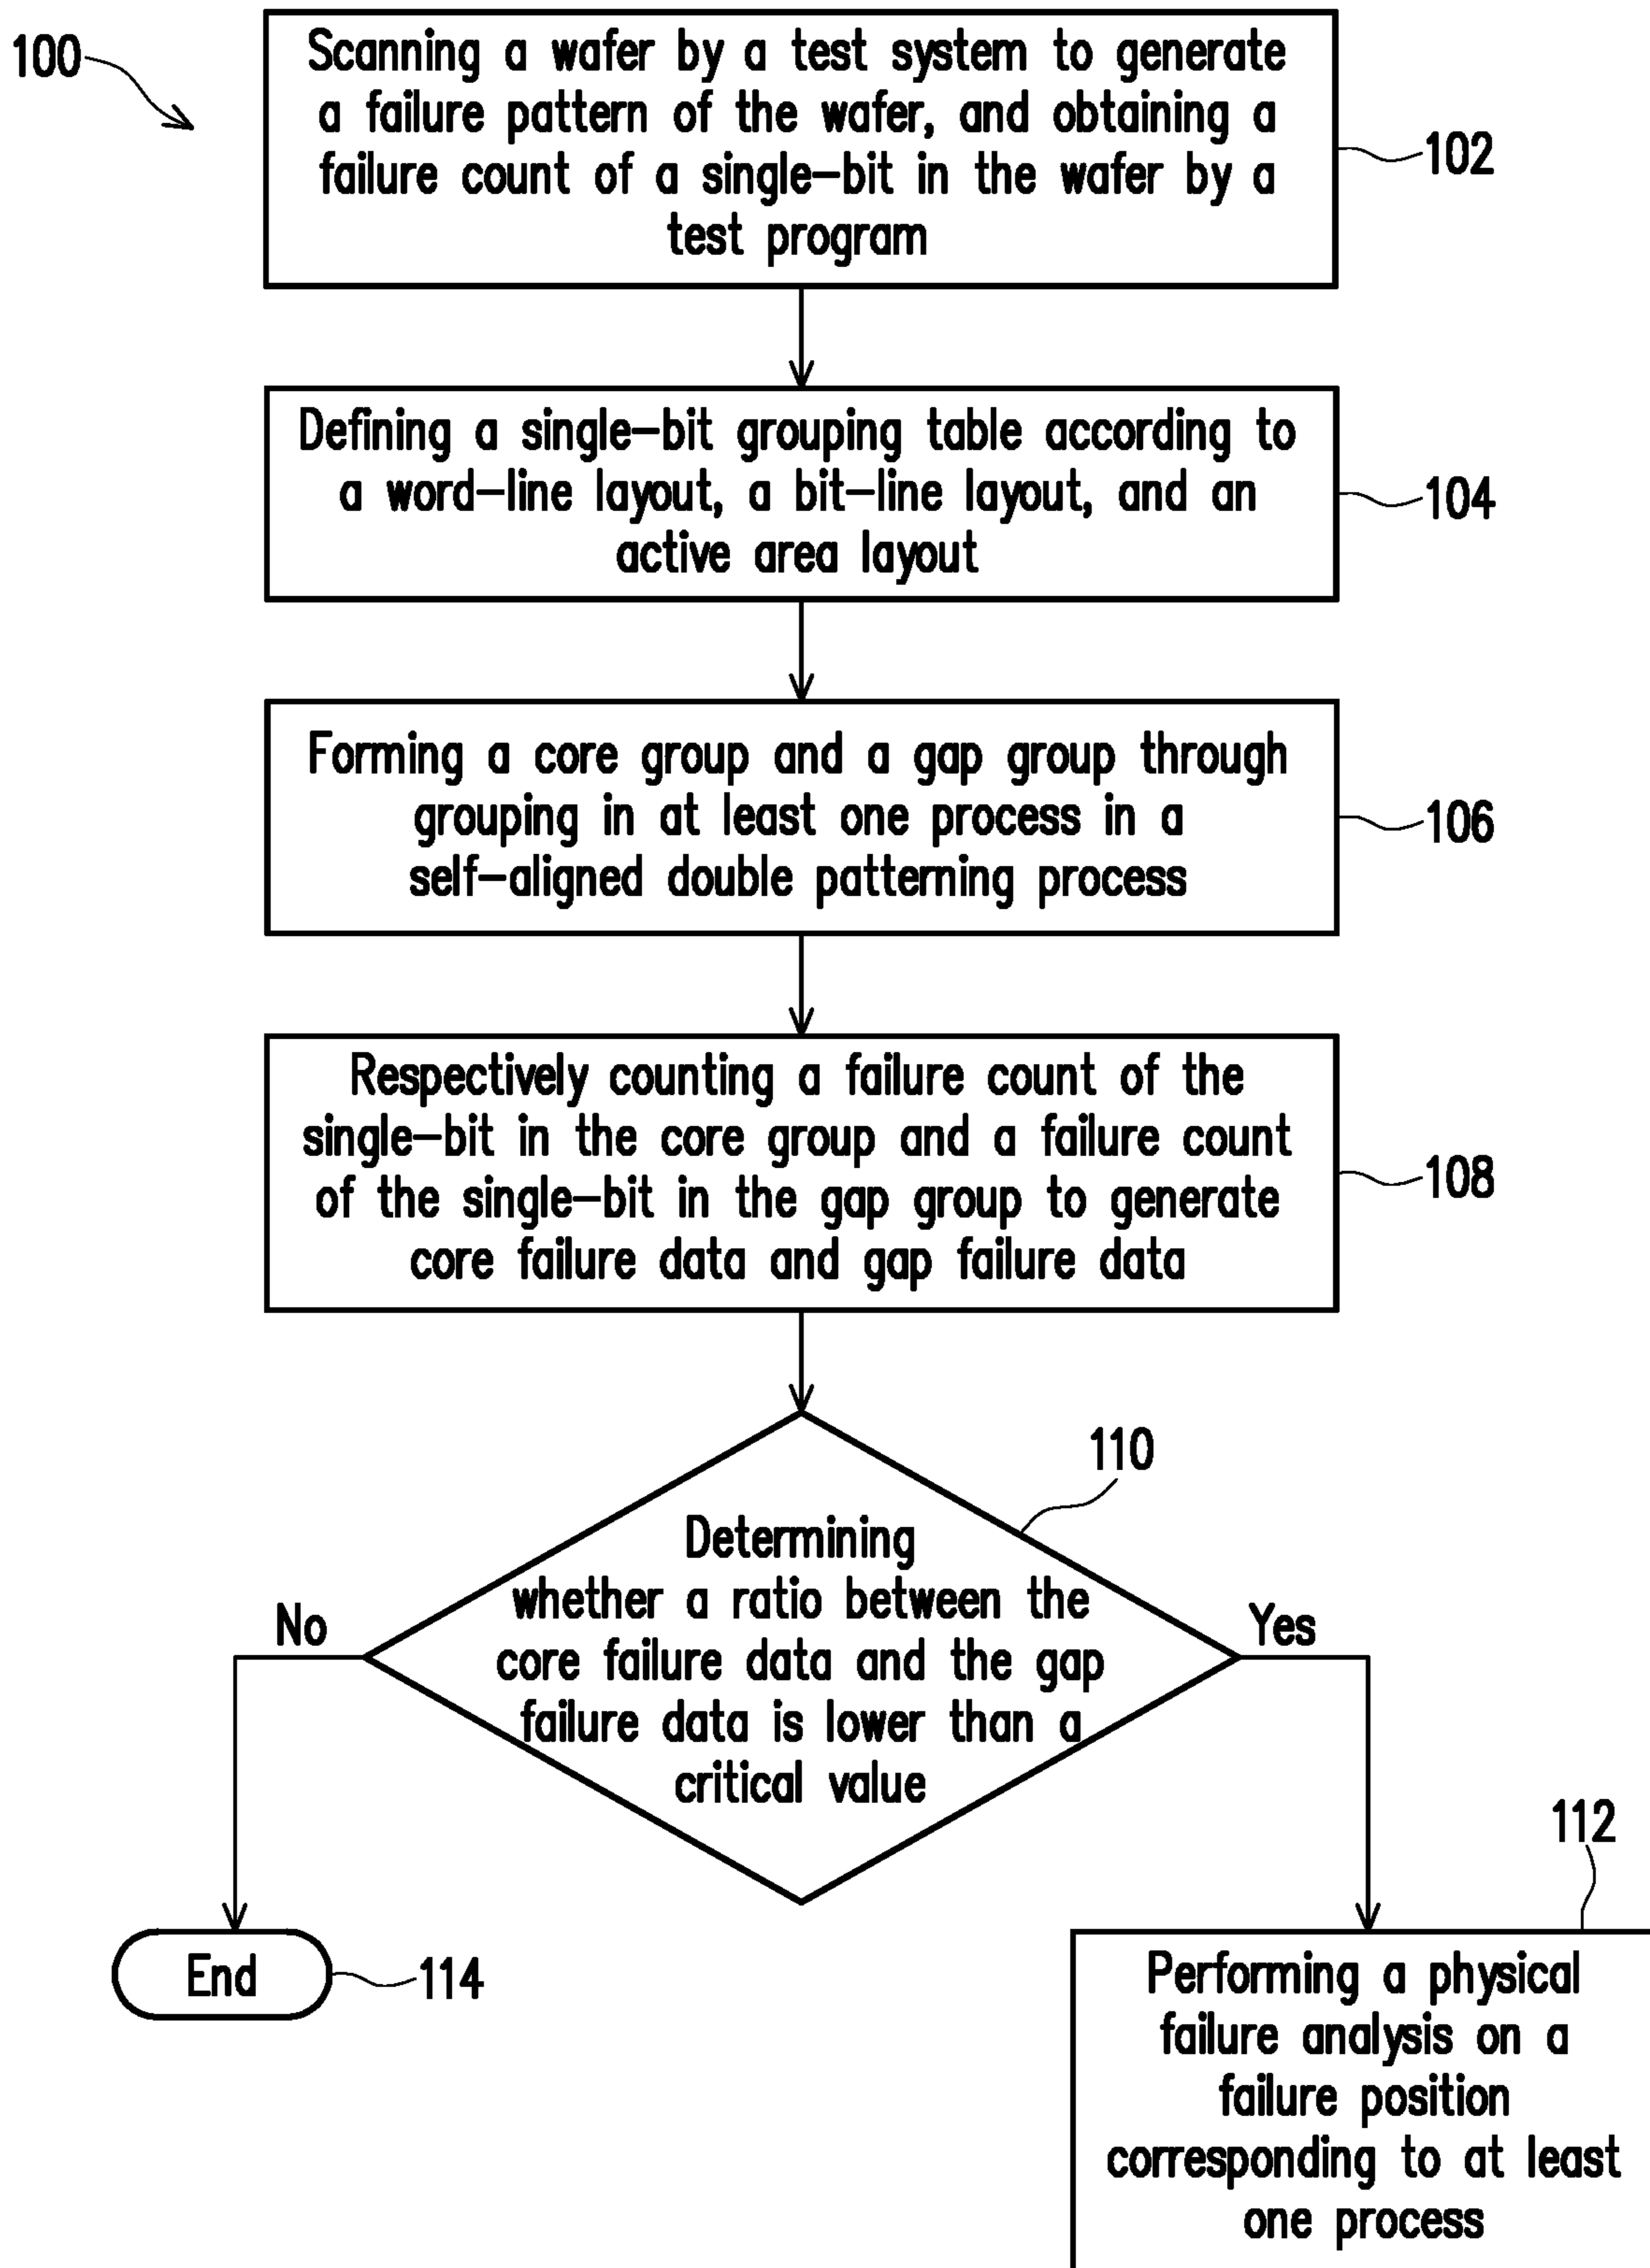 100
Scanning a wafer by a test system to generate
a failure pattern of the wafer, and obtaining a
failure count of a single-bit in the wafer by a
test program
102
Defining a single-bit grouping table according to
a word-line layout, a bit-line layout, and an
active area layout
104
Forming a core group and a gap group through
grouping in at least one process in a
self-aligned double patterning process
106
Respectively counting a failure count of the
single-bit in the core group and a failure count
of the single-bit in the gap group to generate
core failure data and gap failure data
108
110
Determining
whether a ratio between the
core failure data and the gap
failure data is lower than a
critical value
No
Yes
End
114
112
Performing a physical
failure analysis on a
failure position
corresponding to at least
one process